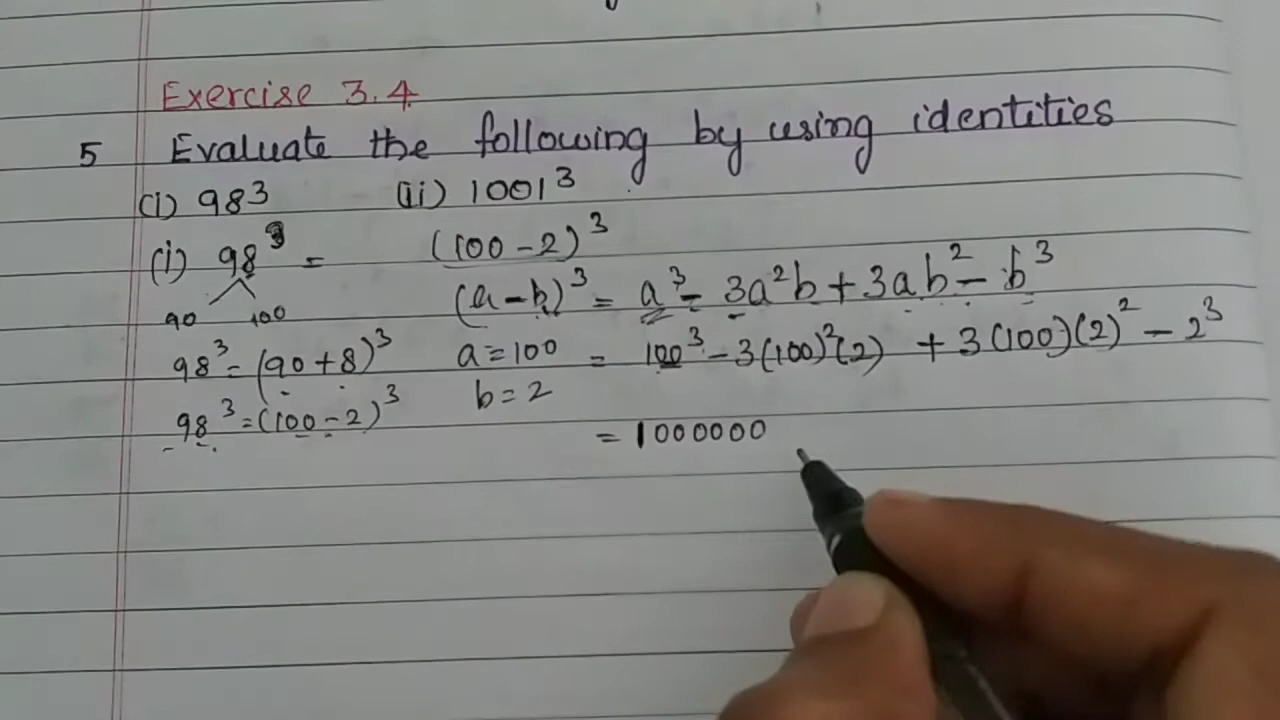 Exercise 3.4
5 Evaluate the following by using identities
(i) 98³ (ii) 1001³
(i) 98³ = (100 - 2)³
90 100 (a - b)³ = a³ - 3a²b + 3ab² - b³
98³ = (90 + 8)³ a = 100 = 100³ - 3(100)²(2) + 3(100)(2)² - 2³
98³ = (100 - 2)³ b = 2
= 1000000